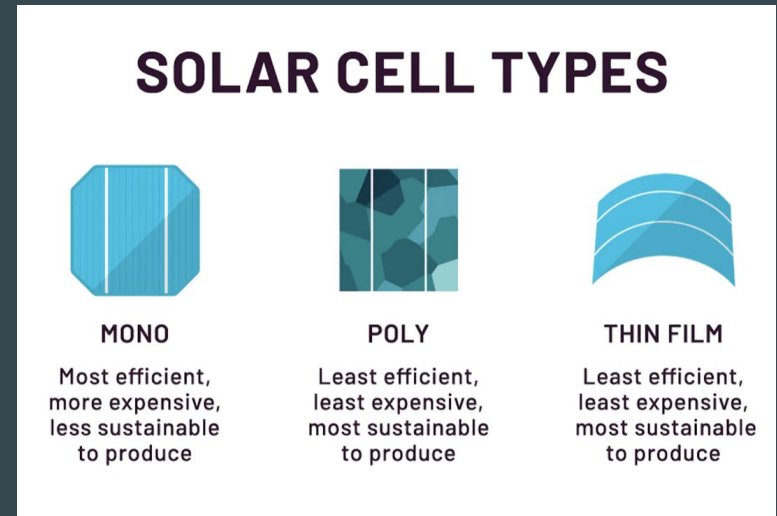 SOLAR CELL TYPES
MONO
Most efficient,
more expensive,
less sustainable
to produce
POLY
Least efficient,
least expensive,
most sustainable
to produce
THIN FILM
Least efficient,
least expensive,
most sustainable
to produce